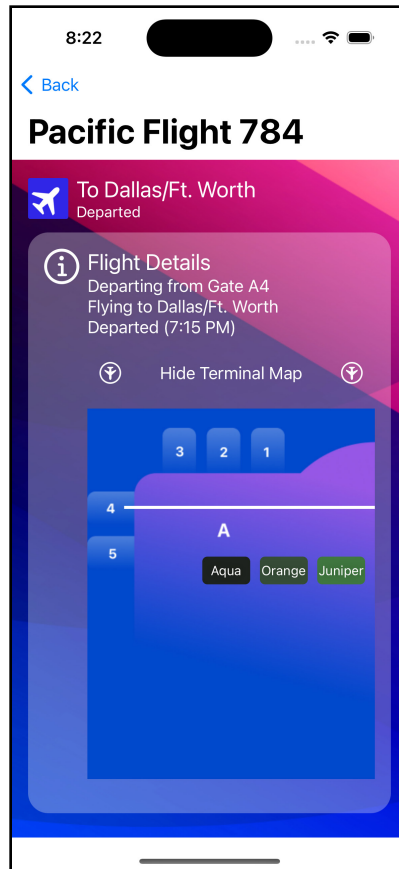 8:22
Back
Pacific Flight 784
To Dallas/Ft. Worth
Departed
Flight Details
Departing from Gate A4
Flying to Dallas/Ft. Worth
Departed (7:15 PM)
Hide Terminal Map
3 2 1
4
A
5
Aqua Orange Juniper